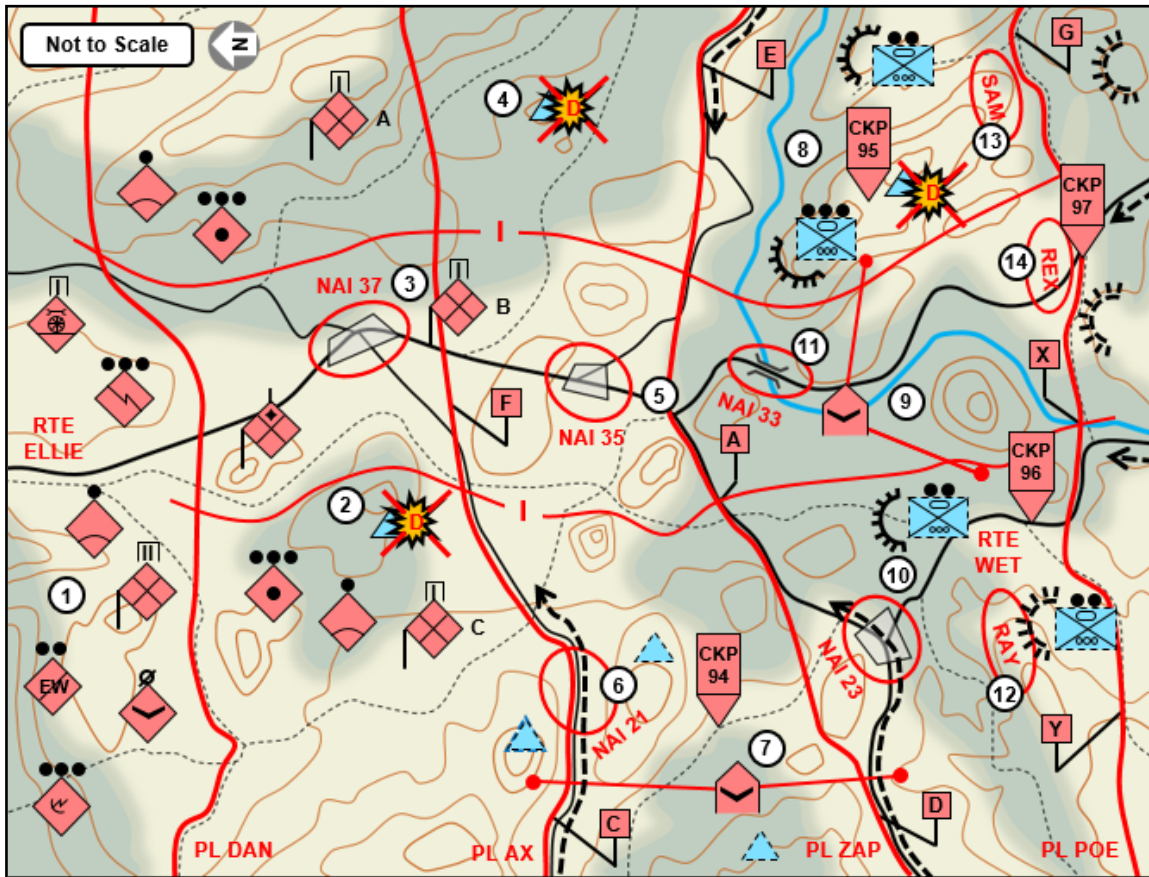 Not to Scale
N
E
G
A
4
D
SAM
8
CKP
95
13
D
CKP
97
I
NAI 37
3
B
14
REX
11
X
F
5
NAI 35
NAI 33
9
RTE
ELLIE
A
CKP
96
2
D
I
RTE
WET
10
1
C
EW
CKP
94
NAI 23
RAY
12
6
NAI 21
Y
7
C
D
PL DAN
PL AX
PL ZAP
PL POE